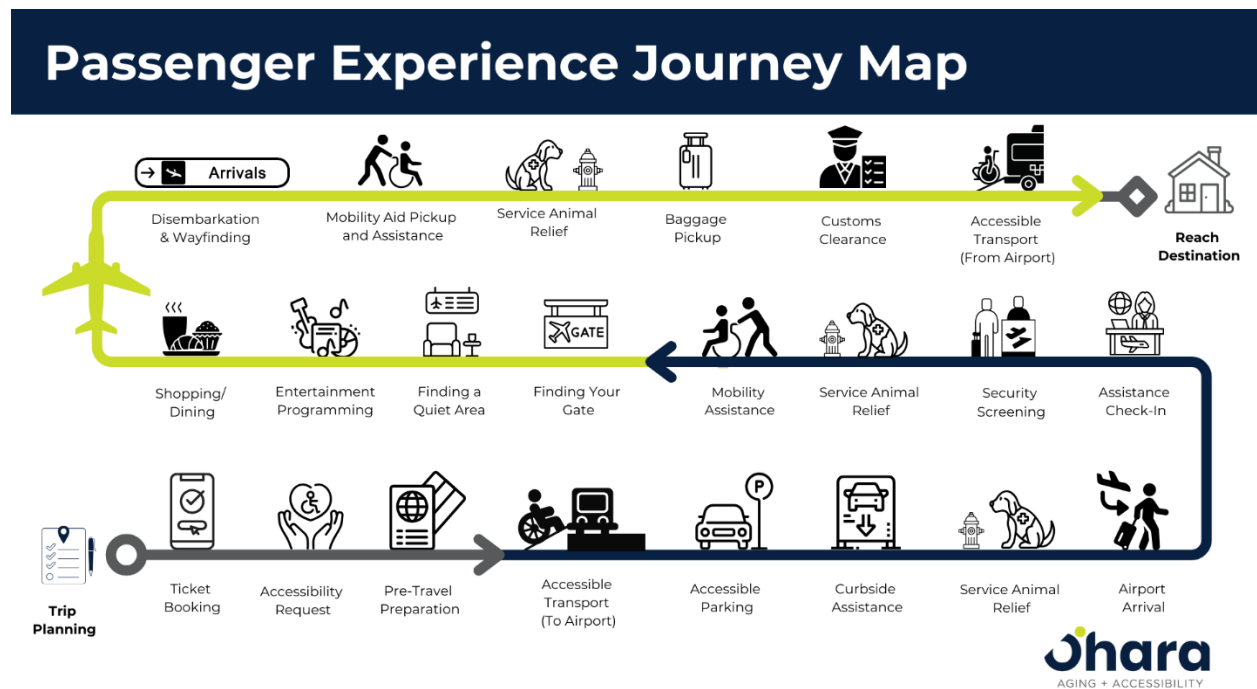 Passenger Experience Journey Map
Arrivals
Disembarkation
& Wayfinding
Mobility Aid Pickup
and Assistance
Service Animal
Relief
Baggage
Pickup
Customs
Clearance
Accessible
Transport
(From Airport)
Reach
Destination
GATE
Shopping/
Dining
Entertainment
Programming
Finding a
Quiet Area
Finding Your
Gate
Mobility
Assistance
Service Animal
Relief
Security
Screening
Assistance
Check-In
P
Trip
Planning
Ticket
Booking
Accessibility
Request
Pre-Travel
Preparation
Accessible
Transport
(To Airport)
Accessible
Parking
Curbside
Assistance
Service Animal
Relief
Airport
Arrival
Ohara
AGING + ACCESSIBILITY